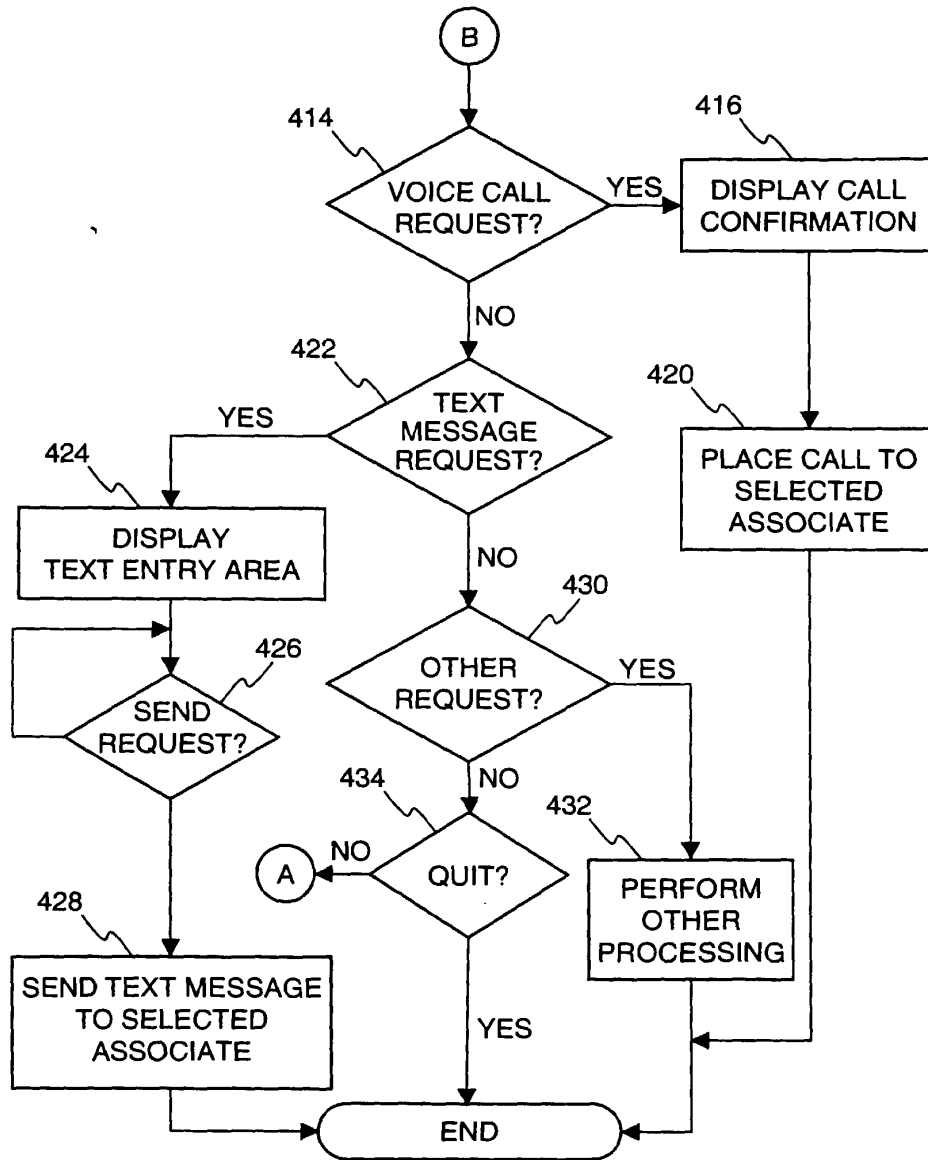 B
414
416
VOICE CALL
REQUEST?
YES
DISPLAY CALL
CONFIRMATION
NO
422
YES
TEXT
MESSAGE
REQUEST?
420
PLACE CALL TO
SELECTED
ASSOCIATE
424
DISPLAY
TEXT ENTRY AREA
NO
430
426
OTHER
REQUEST?
YES
SEND
REQUEST?
NO
434
432
A
NO
QUIT?
PERFORM
OTHER
PROCESSING
428
SEND TEXT MESSAGE
TO SELECTED
ASSOCIATE
YES
END